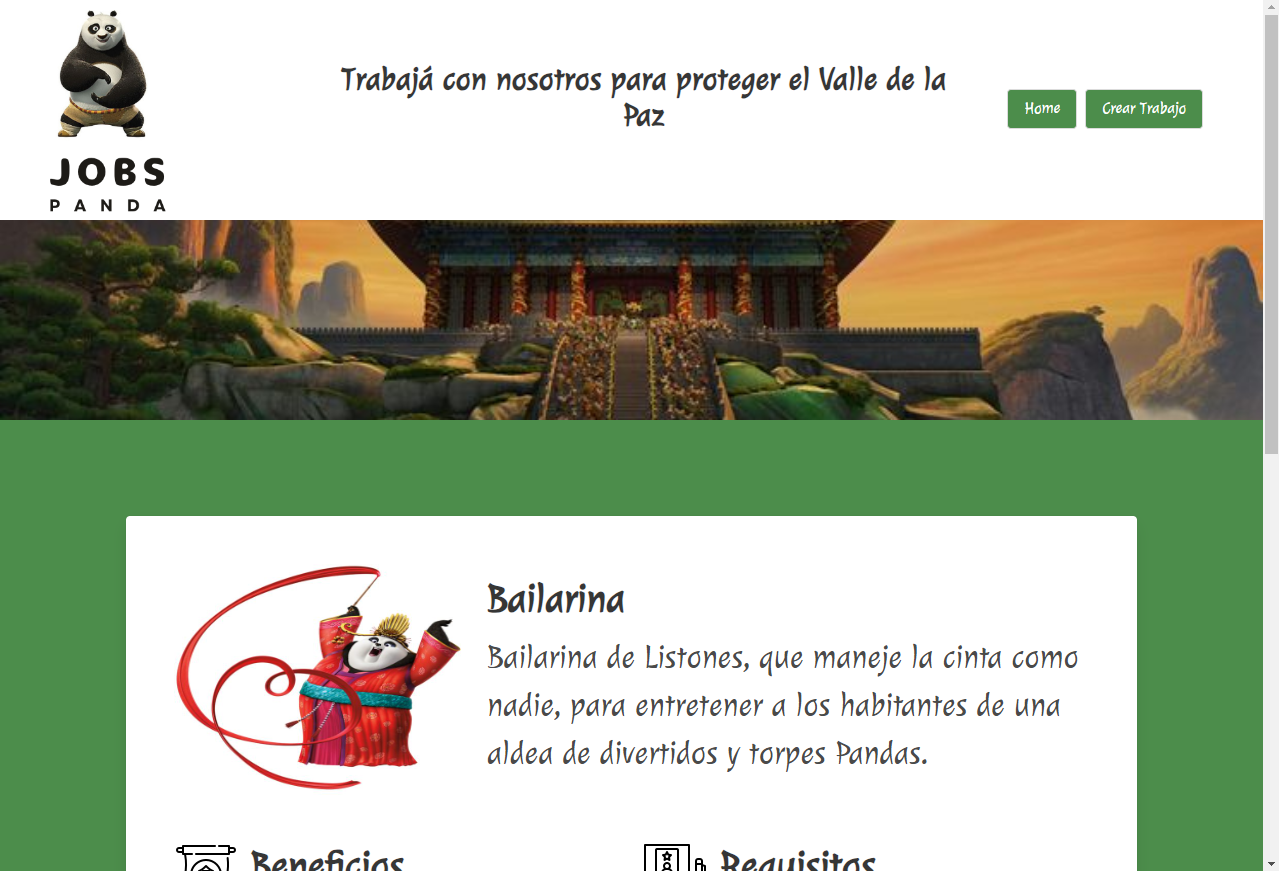 Trabajá con nosotros para proteger el Valle de la
Paz
Home
Crear Trabajo
JOBS
PANDA
Bailarina
Bailarina de Listones, que maneje la cinta como
nadie, para entretener a los habitantes de una
aldea de divertidos y torpes Pandas.
Beneficios
Requisitos